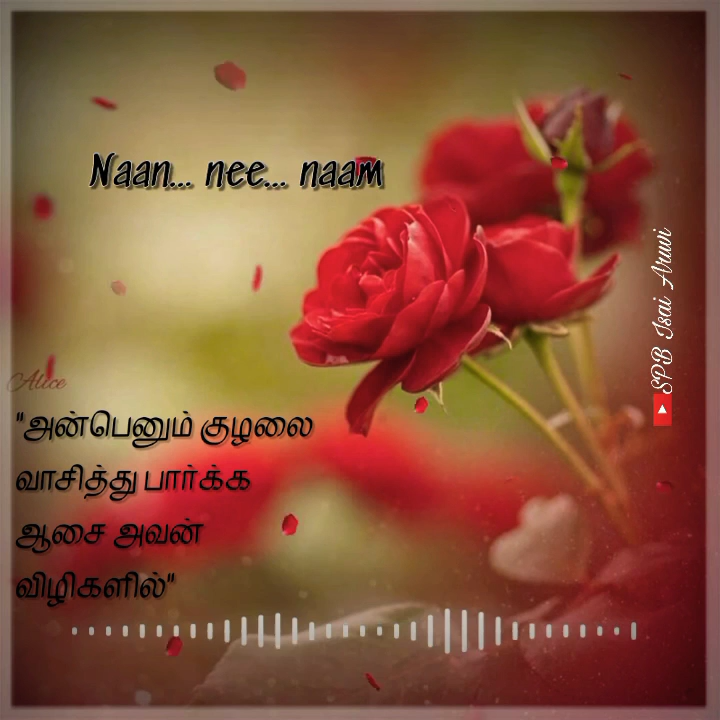 Naan... nee... naam
SPB Isai Aruvi
Alice
"அன்பெனும் குழலை
வாசித்து பார்க்க
ஆசை அவன்
விழிகளில்"